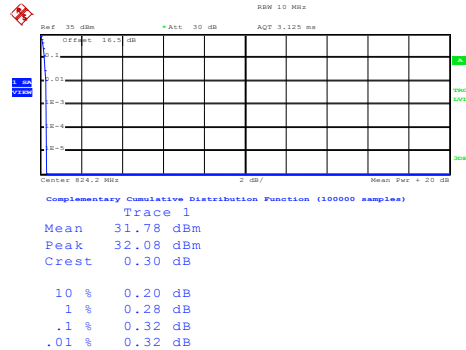 RBW 10 MHz
Ref 35 dBm * Att 30 dB AQT 3.125 ms
Offset 16.5 dB
0.1
A
0.01
1 SA
VIEW
TRG
LVL
1E-3
1E-4
1E-5
3DB
Center 824.2 MHz 2 dB/ Mean Pwr + 20 dB
Complementary Cumulative Distribution Function (100000 samples)
Trace 1
Mean 31.78 dBm
Peak 32.08 dBm
Crest 0.30 dB
10 % 0.20 dB
1 % 0.28 dB
.1 % 0.32 dB
.01 % 0.32 dB